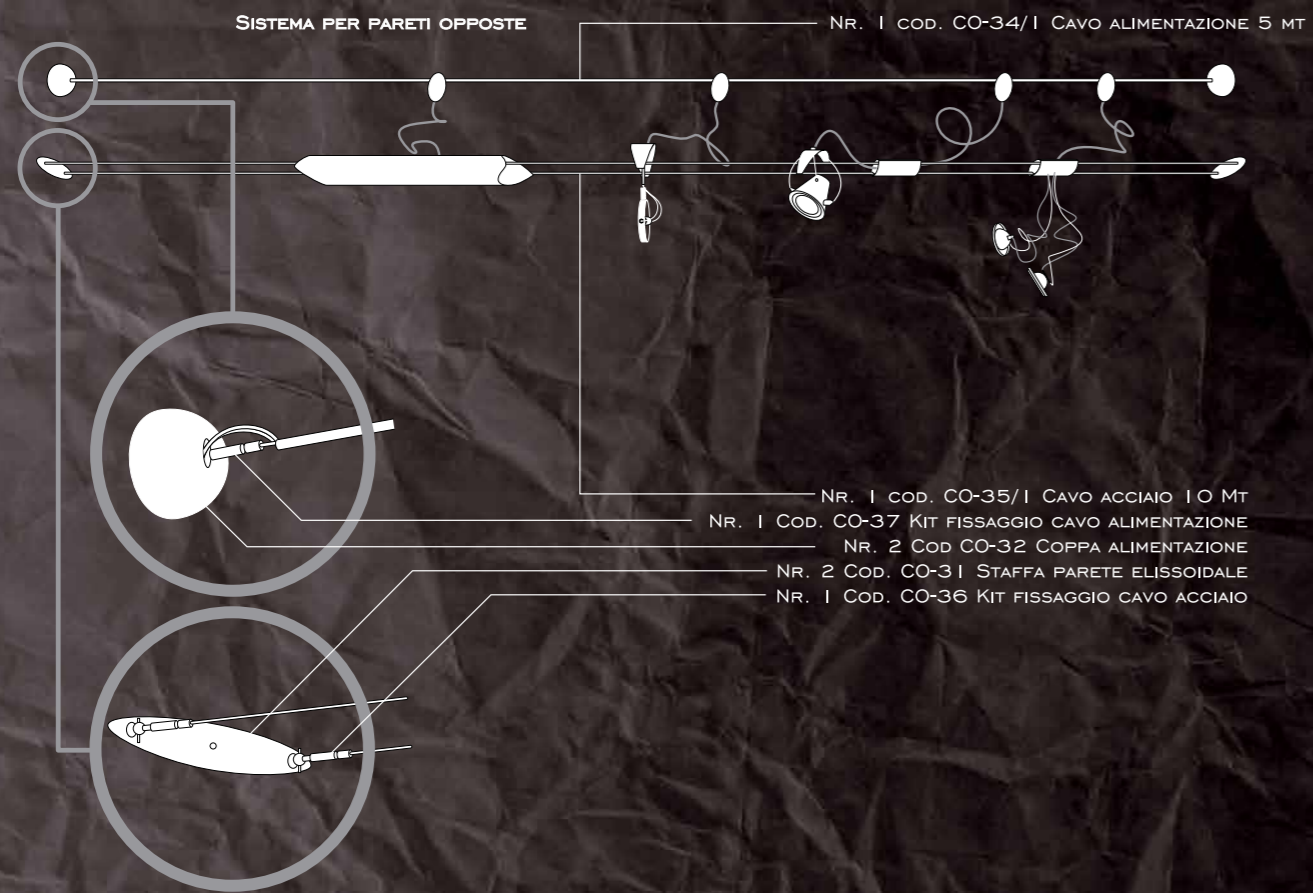 Sistema per pareti opposte
Nr. 1 cod. CO-34/1 Cavo alimentazione 5 mt
Nr. 1 cod. CO-35/1 Cavo acciaio 10 Mt
Nr. 1 Cod. CO-37 Kit fissaggio cavo alimentazione
Nr. 2 Cod CO-32 Coppa alimentazione
Nr. 2 Cod. CO-31 Staffa parete elissoidale
Nr. 1 Cod. CO-36 Kit fissaggio cavo acciaio